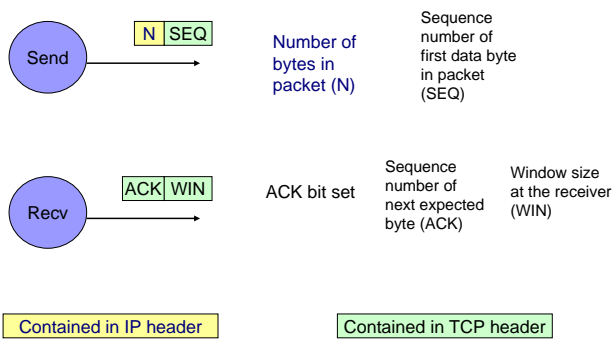 Send
N SEQ
Number of
bytes in
packet (N)
Sequence
number of
first data byte
in packet
(SEQ)
Recv
ACK WIN
ACK bit set
Sequence
number of
next expected
byte (ACK)
Window size
at the receiver
(WIN)
Contained in IP header
Contained in TCP header